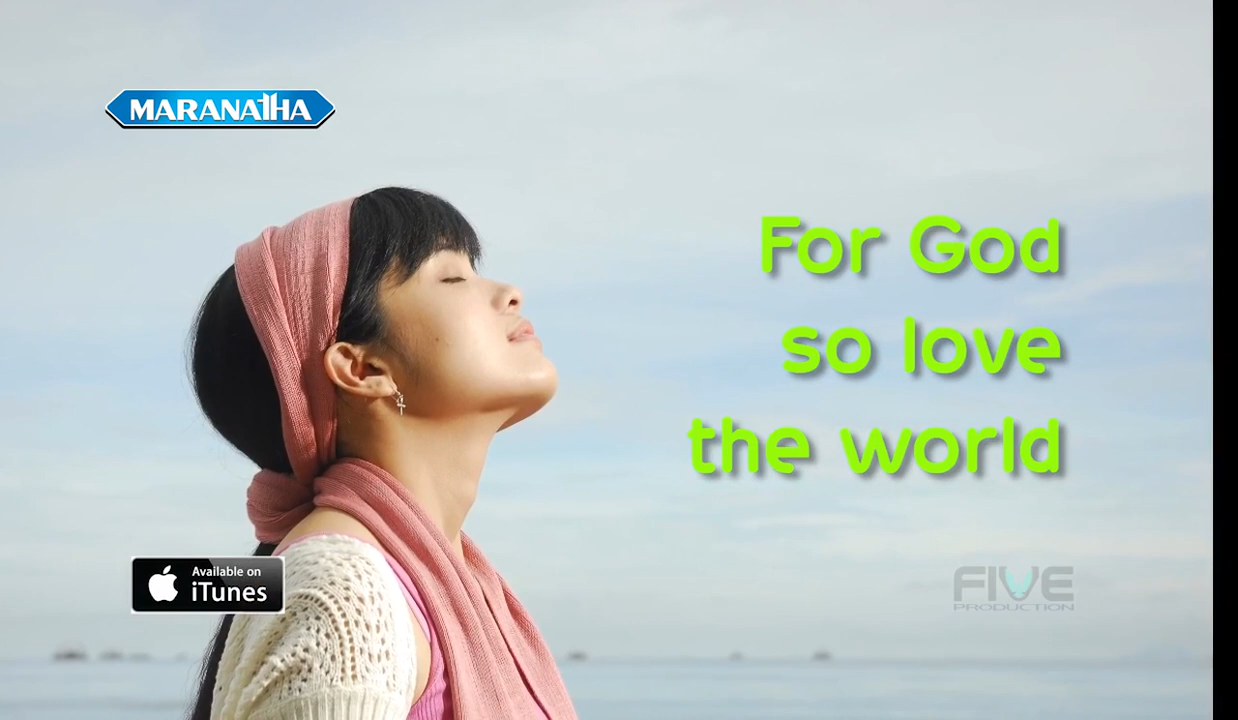 MARANATHA
For God
so love
the world
Available on
iTunes
FIVE
PRODUCTION